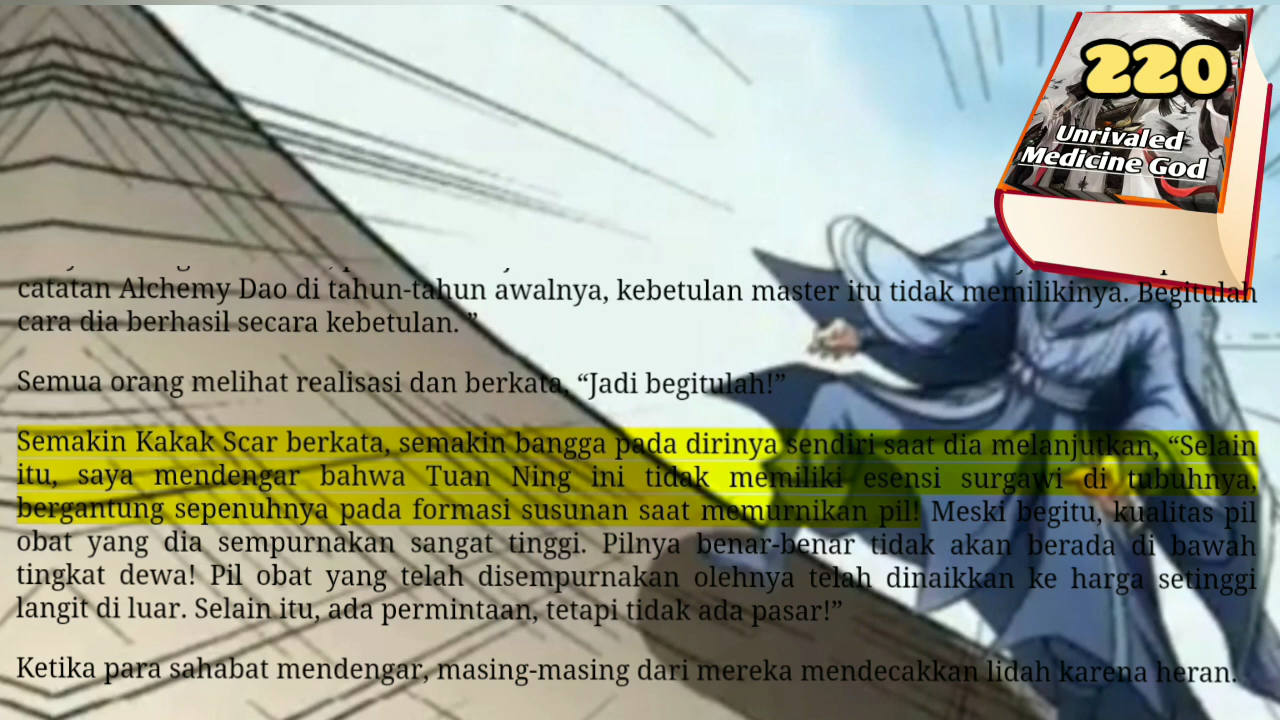 220
Unrivaled
Medicine God
catatan Alchemy Dao di tahun-tahun awalnya, kebetulan master itu tidak memilikinya. Begitulah
cara dia berhasil secara kebetulan. ”
Semua orang melihat realisasi dan berkata, “Jadi begitulah!”
Semakin Kakak Scar berkata, semakin bangga pada dirinya sendiri saat dia melanjutkan, “Selain
itu, saya mendengar bahwa Tuan Ning ini tidak memiliki esensi surgawi di tubuhnya,
bergantung sepenuhnya pada formasi susunan saat memurnikan pil! Meski begitu, kualitas pil
obat yang dia sempurnakan sangat tinggi. Pilnya benar-benar tidak akan berada di bawah
tingkat dewa! Pil obat yang telah disempurnakan olehnya telah dinaikkan ke harga setinggi
langit di luar. Selain itu, ada permintaan, tetapi tidak ada pasar!”
Ketika para sahabat mendengar, masing-masing dari mereka mendecakkan lidah karena heran.